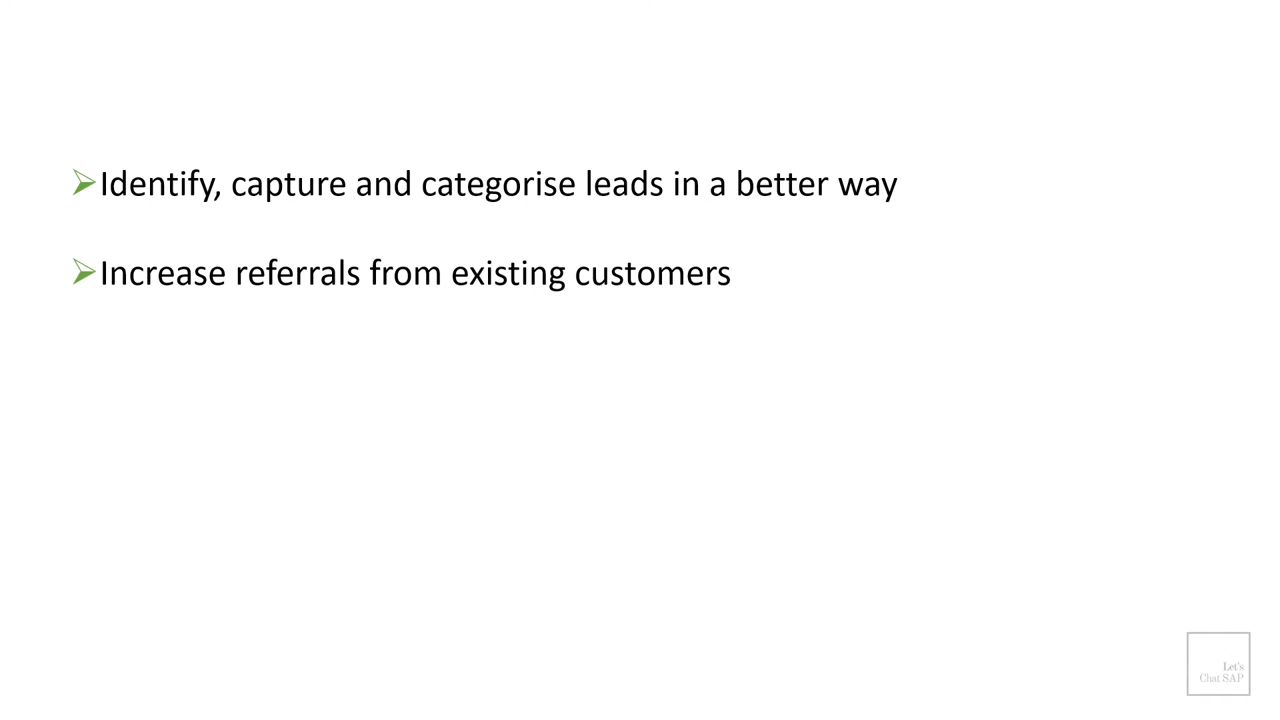 Identify, capture and categorise leads in a better way
Increase referrals from existing customers
Let's
Chat SAP